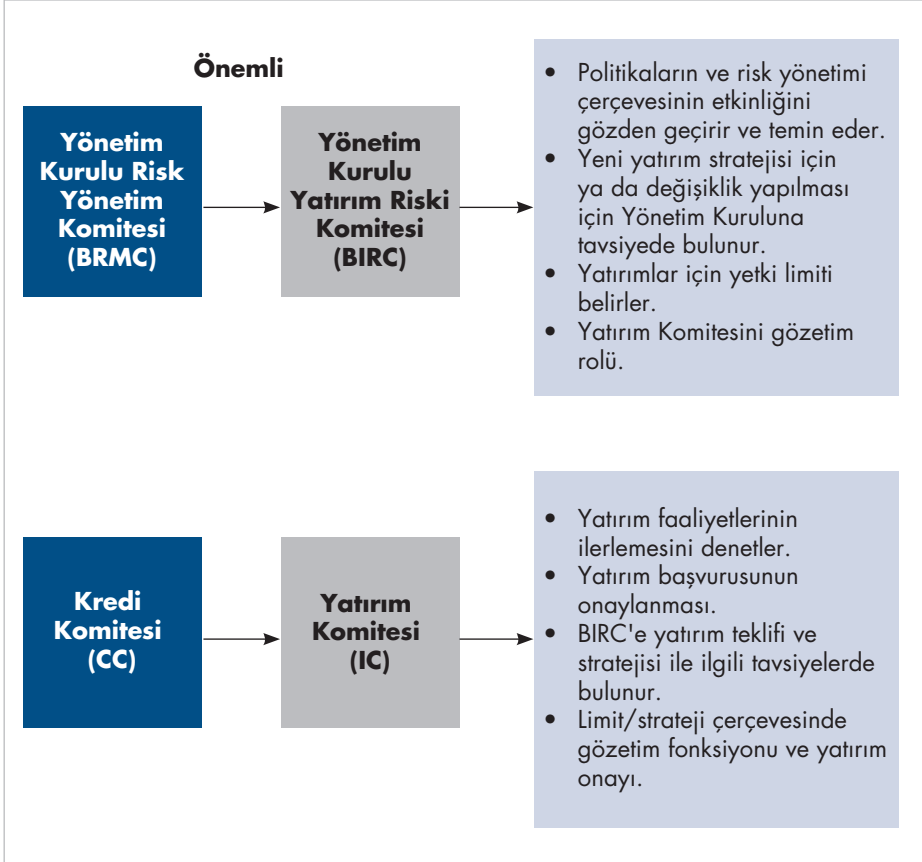 Önemli
Yönetim
Kurulu Risk
Yönetim
Komitesi
(BRMC)
Yönetim
Kurulu
Yatırım Riski
Komitesi
(BIRC)
• Politikaların ve risk yönetimi
çerçevesinin etkinliğini
gözden geçirir ve temin eder.
• Yeni yatırım stratejisi için
ya da değişiklik yapılması
için Yönetim Kuruluna
tavsiyede bulunur.
• Yatırımlar için yetki limiti
belirler.
• Yatırım Komitesini gözetim
rolü.
Kredi
Komitesi
(CC)
Yatırım
Komitesi
(IC)
• Yatırım faaliyetlerinin
ilerlemesini denetler.
• Yatırım başvurusunun
onaylanması.
• BIRC'e yatırım teklifi ve
stratejisi ile ilgili tavsiyelerde
bulunur.
• Limit/strateji çerçevesinde
gözetim fonksiyonu ve yatırım
onayı.